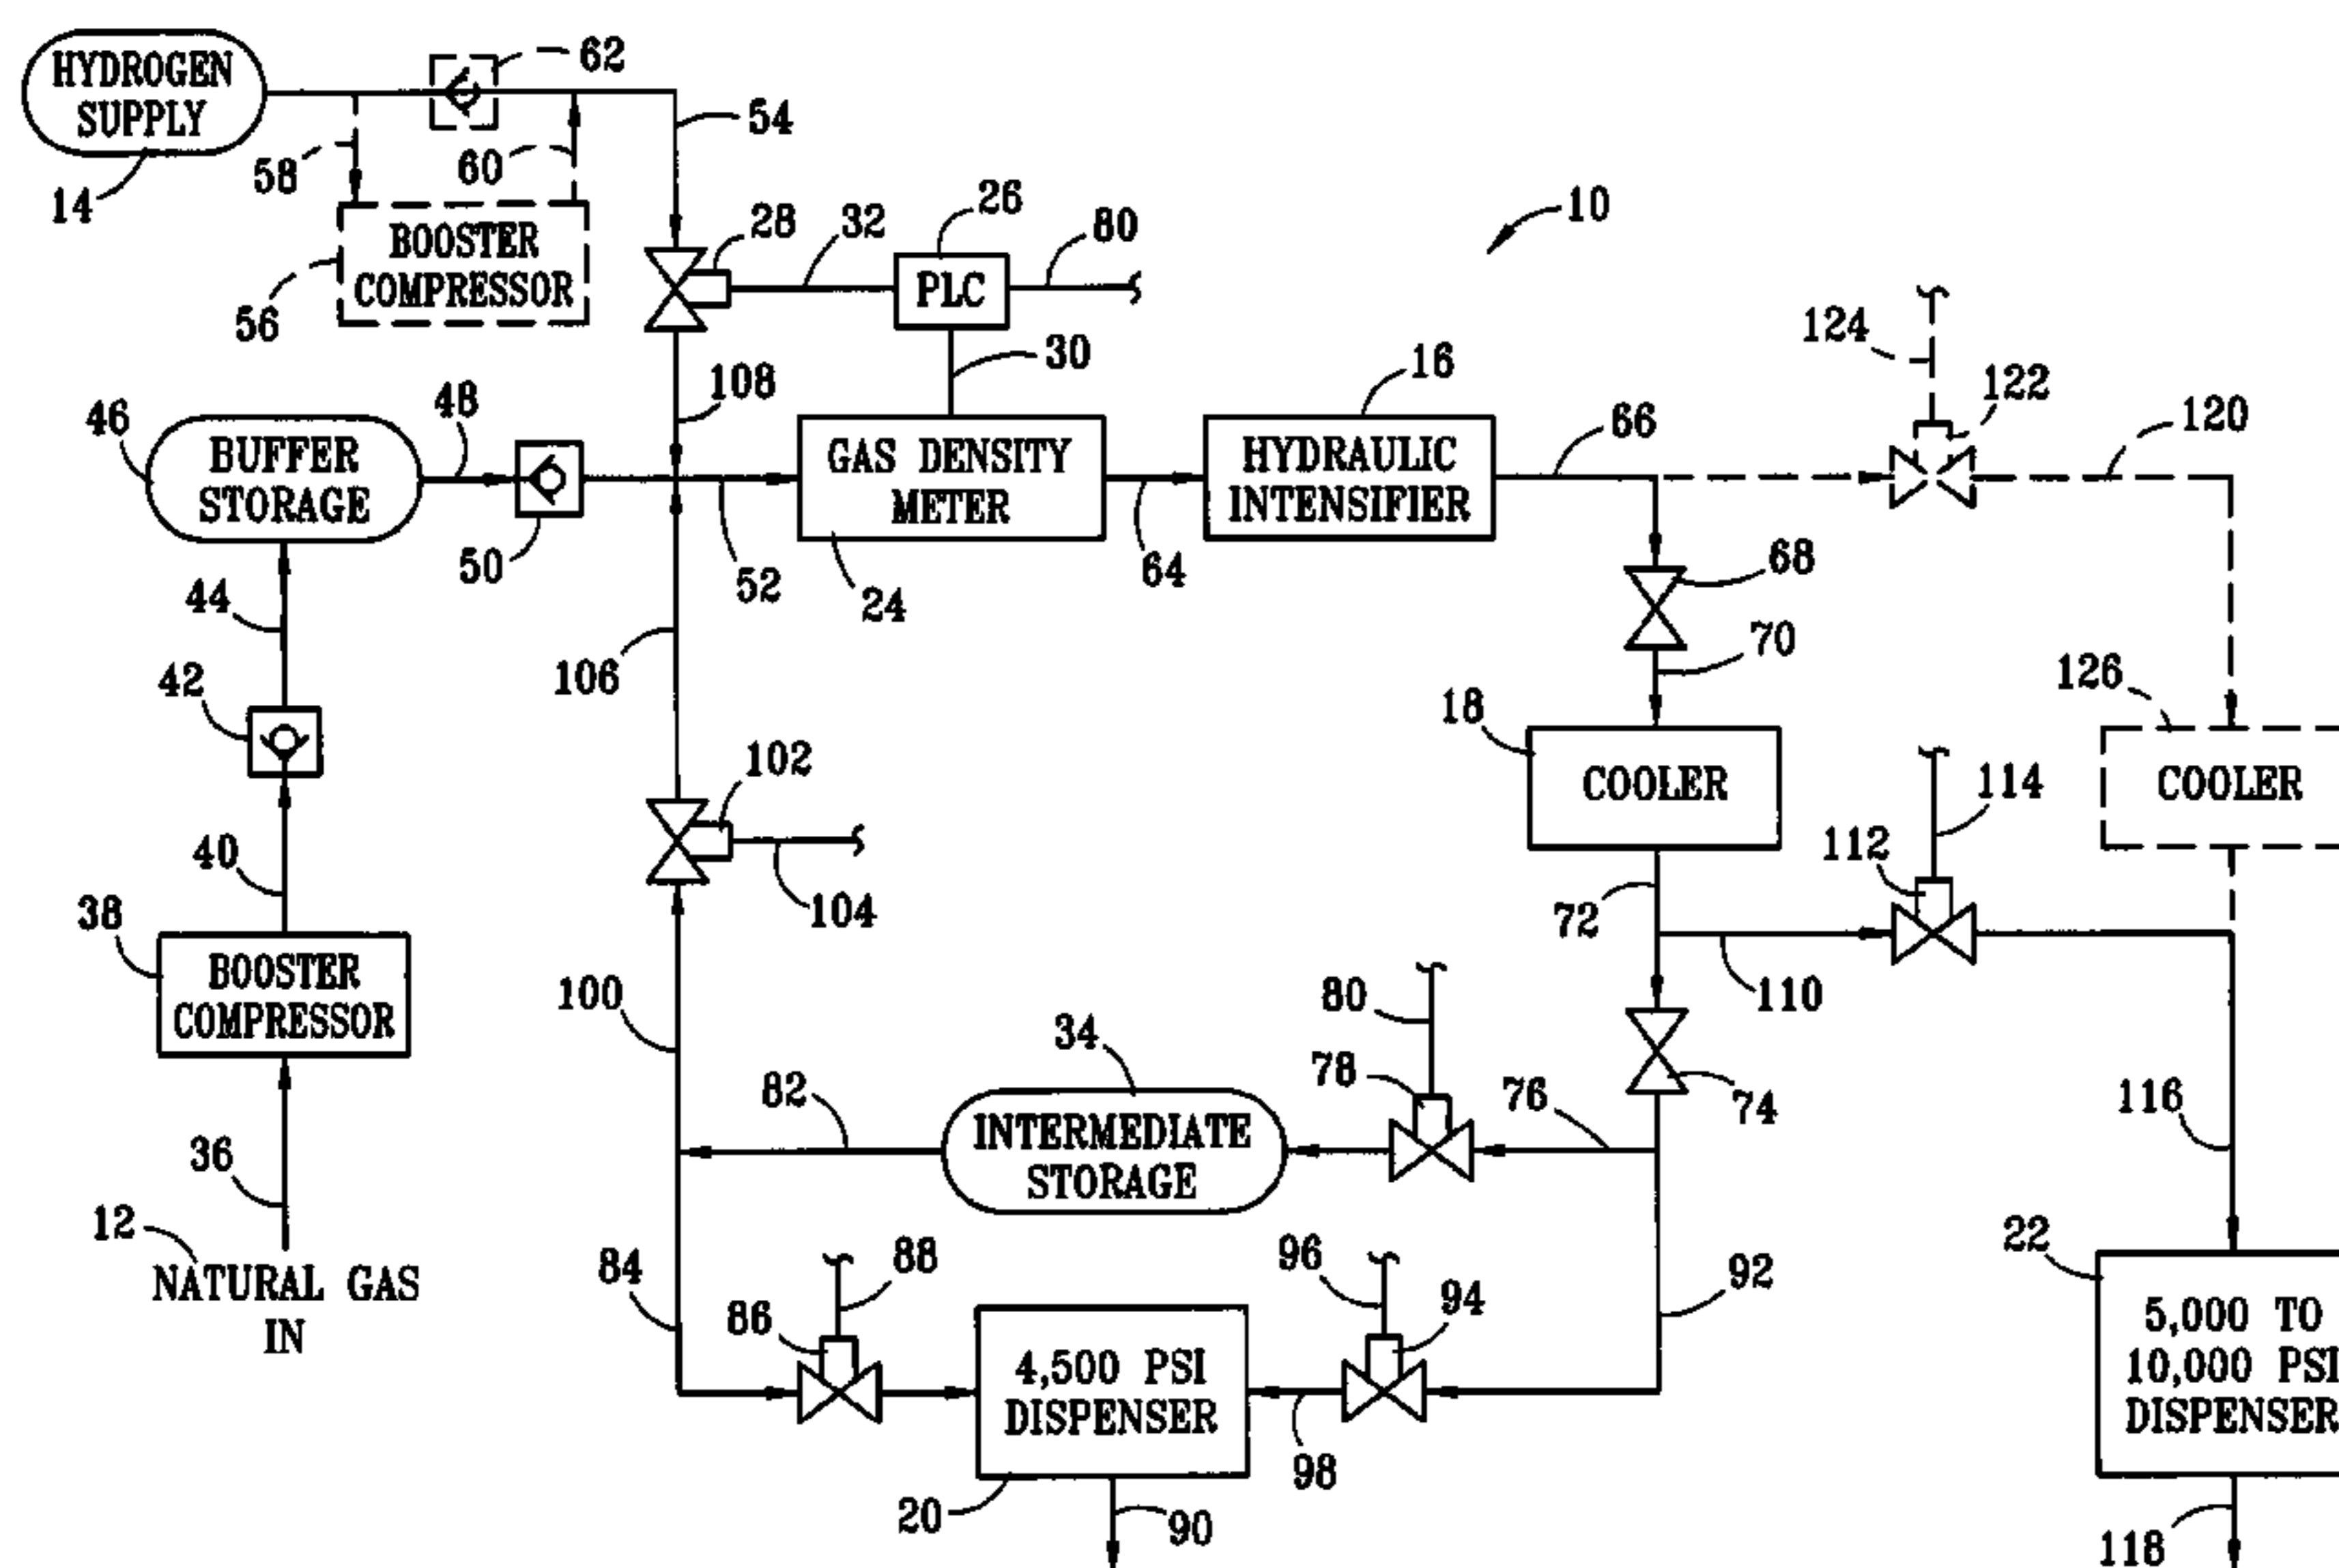 HYDROGEN
SUPPLY
14
62
58
60
54
BOOSTER
COMPRESSOR
56
28
32
26
PLC
80
10
30
108
16
124
122
120
46
BUFFER
STORAGE
48
50
52
GAS DENSITY
METER
24
64
HYDRAULIC
INTENSIFIER
66
68
70
44
42
106
102
104
18
COOLER
126
COOLER
114
112
40
38
BOOSTER
COMPRESSOR
72
110
100
80
34
82
INTERMEDIATE
STORAGE
78
76
74
116
36
12
NATURAL GAS
IN
84
88
86
96
94
92
22
4,500 PSI
DISPENSER
98
20
90
5,000 TO
10,000 PSI
DISPENSER
118